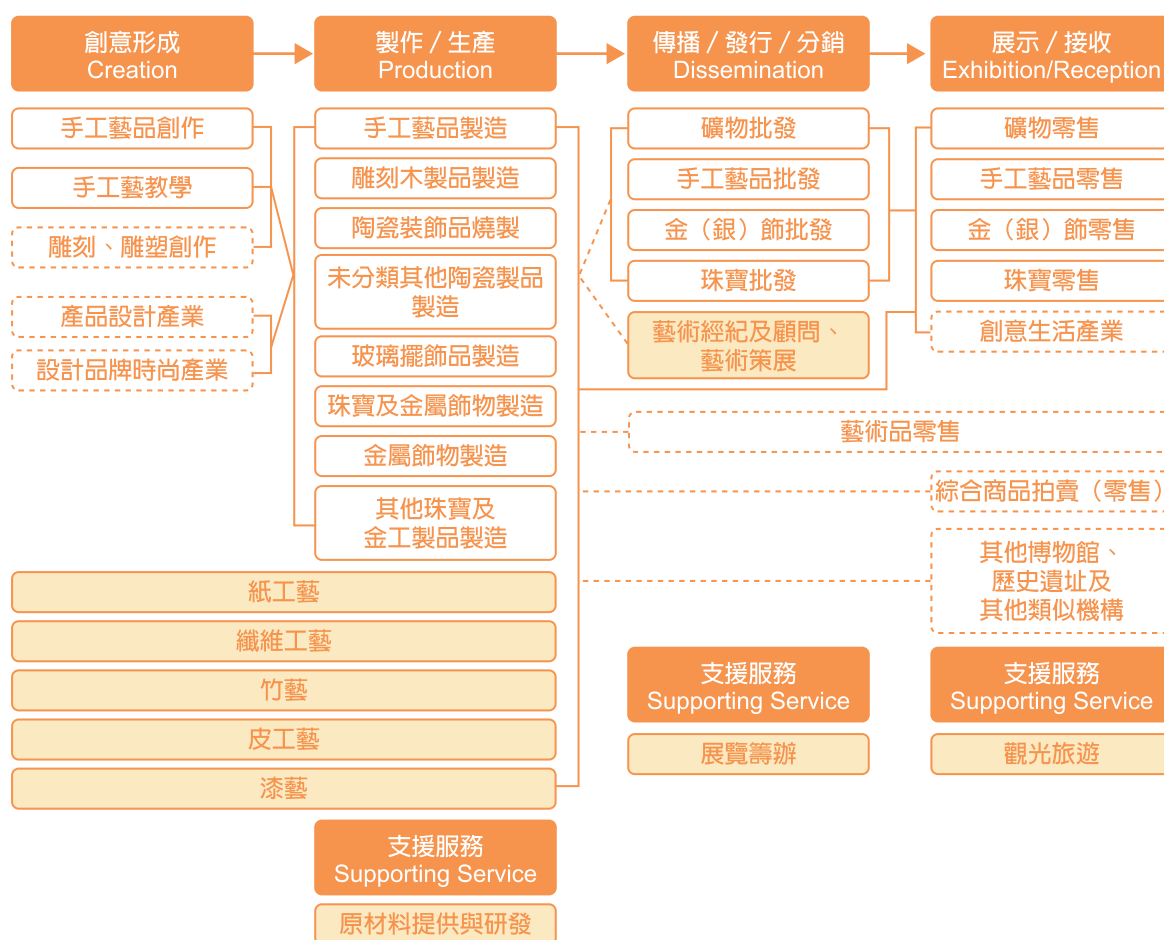 創意形成
Creation
製作 / 生產
Production
傳播 / 發行 / 分銷
Dissemination
展示 / 接收
Exhibition/Reception
手工藝品創作
手工藝教學
雕刻、雕塑創作
產品設計產業
設計品牌時尚產業
手工藝品製造
雕刻木製品製造
陶瓷裝飾品燒製
未分類其他陶瓷製品
製造
玻璃擺飾品製造
珠寶及金屬飾物製造
金屬飾物製造
其他珠寶及
金工製品製造
礦物批發
手工藝品批發
金（銀）飾批發
珠寶批發
藝術經紀及顧問、
藝術策展
礦物零售
手工藝品零售
金（銀）飾零售
珠寶零售
創意生活產業
藝術品零售
綜合商品拍賣（零售）
其他博物館、
歷史遺址及
其他類似機構
紙工藝
纖維工藝
竹藝
皮工藝
漆藝
支援服務
Supporting Service
展覽籌辦
支援服務
Supporting Service
觀光旅遊
支援服務
Supporting Service
原材料提供與研發